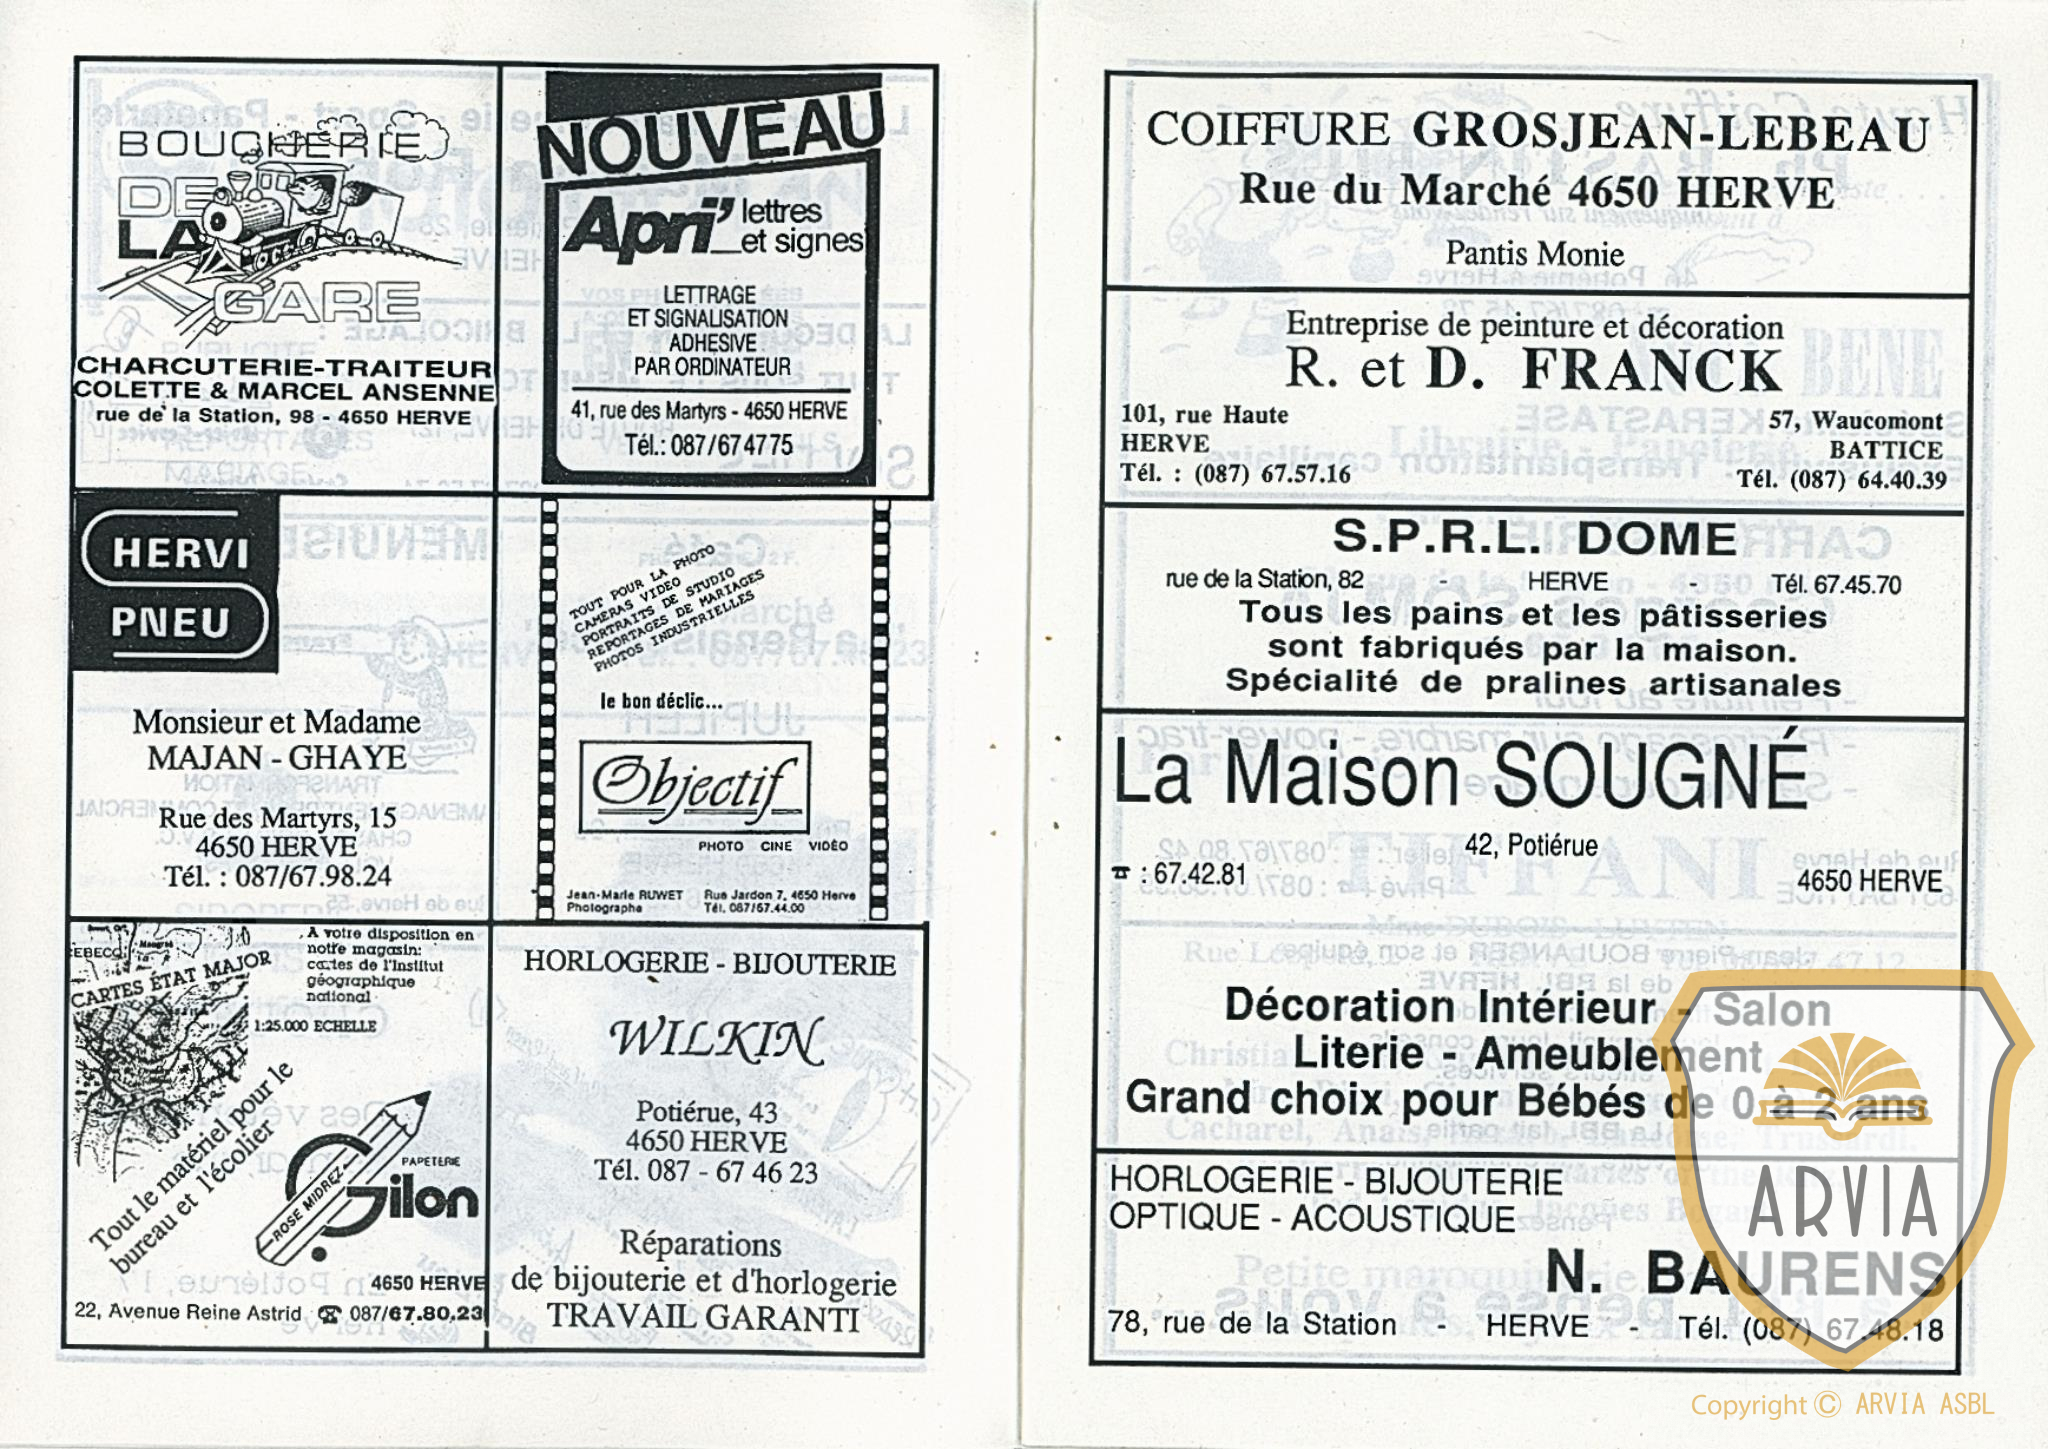 BOUCHERIE
DE
LA
GARE
CHARCUTERIE-TRAITEUR
COLETTE & MARCEL ANSENNE
rue de la Station, 98 - 4650 HERVE
NOUVEAU
Apri' lettres
et signes
LETTRAGE
ET SIGNALISATION
ADHESIVE
PAR ORDINATEUR
41, rue des Martyrs - 4650 HERVE
Tél.: 087/674775
HERVI
PNEU
Monsieur et Madame
MAJAN - GHAYE
Rue des Martyrs, 15
4650 HERVE
Tél. : 087/67.98.24
TOUT POUR LA PHOTO
CAMERAS VIDEO
PORTRAITS DE STUDIO
REPORTAGES DE MARIAGES
PHOTOS INDUSTRIELLES
le bon déclic...
Objectif
PHOTO CINE VIDÉO
Jean-Marie RUWET Rue Jardon 7, 4650 Herve
Photographe Tél. 087/67.44.00
CARTES ÉTAT MAJOR
A votre disposition en
notre magasin:
cartes de l'Institut
géographique
national
1:25.000 ECHELLE
Tout le matériel pour le
bureau et l'écolier
PAPETERIE
Gilon
ROSE MIDREZ
4650 HERVE
22, Avenue Reine Astrid ☎ 087/67.80.23
HORLOGERIE - BIJOUTERIE
WILKIN
Potiérue, 43
4650 HERVE
Tél. 087 - 67 46 23
Réparations
de bijouterie et d'horlogerie
TRAVAIL GARANTI
COIFFURE GROSJEAN-LEBEAU
Rue du Marché 4650 HERVE
Pantis Monie
Entreprise de peinture et décoration
R. et D. FRANCK
101, rue Haute
HERVE
Tél. : (087) 67.57.16
57, Waucomont
BATTICE
Tél. (087) 64.40.39
S.P.R.L. DOME
rue de la Station, 82 - HERVE - Tél. 67.45.70
Tous les pains et les pâtisseries
sont fabriqués par la maison.
Spécialité de pralines artisanales
La Maison SOUGNÉ
42, Potiérue
☎ : 67.42.81
4650 HERVE
Décoration Intérieur - Salon
Literie - Ameublement
Grand choix pour Bébés de 0 à 2 ans
HORLOGERIE - BIJOUTERIE
OPTIQUE - ACOUSTIQUE
N. BAURENS
78, rue de la Station - HERVE - Tél. (087) 67.48.18
ARVIA
Copyright © ARVIA ASBL